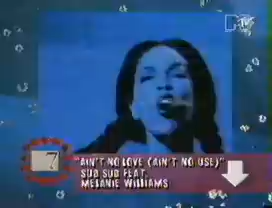 MTV
7
"AIN'T NO LOVE (AIN'T NO USE)"
SUB SUB FEAT.
MELANIE WILLIAMS